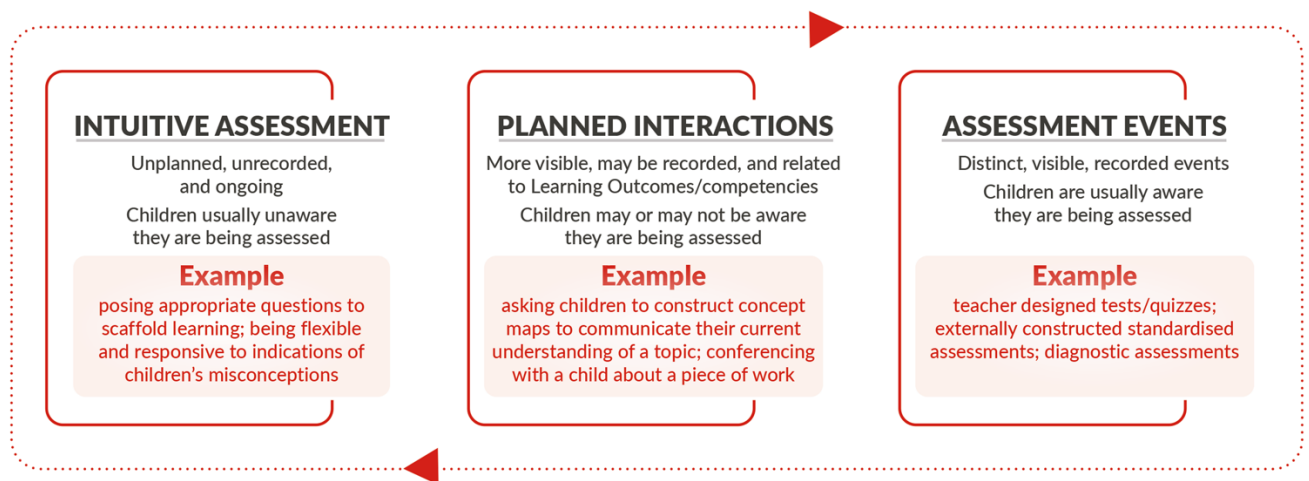 INTUITIVE ASSESSMENT
Unplanned, unrecorded,
and ongoing
Children usually unaware
they are being assessed
Example
posing appropriate questions to
scaffold learning; being flexible
and responsive to indications of
children's misconceptions
PLANNED INTERACTIONS
More visible, may be recorded, and related
to Learning Outcomes/competencies
Children may or may not be aware
they are being assessed
Example
asking children to construct concept
maps to communicate their current
understanding of a topic; conferencing
with a child about a piece of work
ASSESSMENT EVENTS
Distinct, visible, recorded events
Children are usually aware
they are being assessed
Example
teacher designed tests/quizzes;
externally constructed standardised
assessments; diagnostic assessments